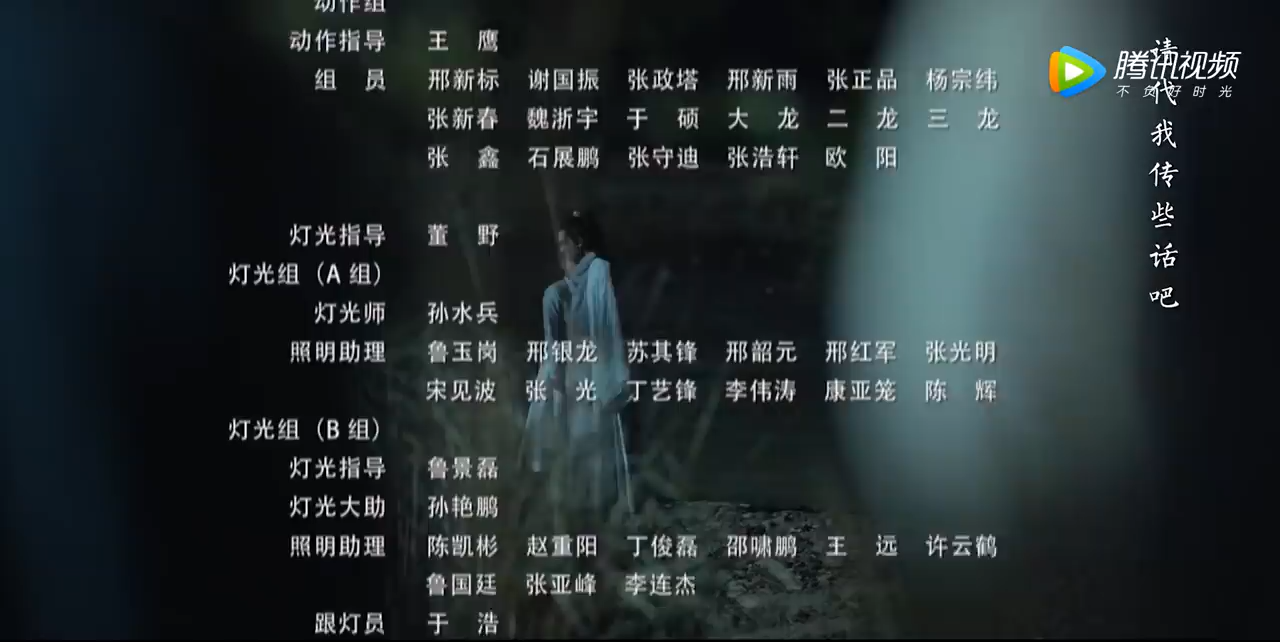 动作组
动作指导 王 鹰
组 员 邢新标 谢国振 张政塔 邢新雨 张正品 杨宗纬
张新春 魏浙宇 于 硕 大 龙 二 龙 三 龙
张 鑫 石展鹏 张守迪 张浩轩 欧 阳
灯光指导 董 野
灯光组（A 组）
灯光师 孙水兵
照明助理 鲁玉岗 邢银龙 苏其锋 邢韶元 邢红军 张光明
宋见波 张 光 丁艺锋 李伟涛 康亚笼 陈 辉
灯光组（B 组）
灯光指导 鲁景磊
灯光大助 孙艳鹏
照明助理 陈凯彬 赵重阳 丁俊磊 邵啸鹏 王 远 许云鹤
鲁国廷 张亚峰 李连杰
跟灯员 于 浩
请代我传些话吧
腾讯视频
不负好时光